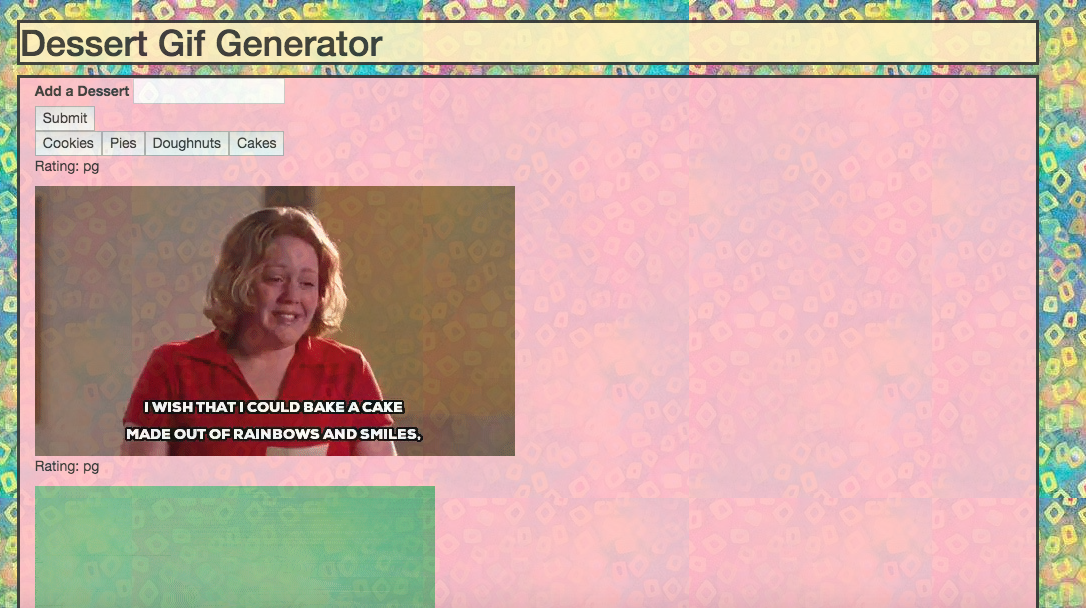 Dessert Gif Generator
Add a Dessert
Submit
Cookies Pies Doughnuts Cakes
Rating: pg
I WISH THAT I COULD BAKE A CAKE
MADE OUT OF RAINBOWS AND SMILES,
Rating: pg